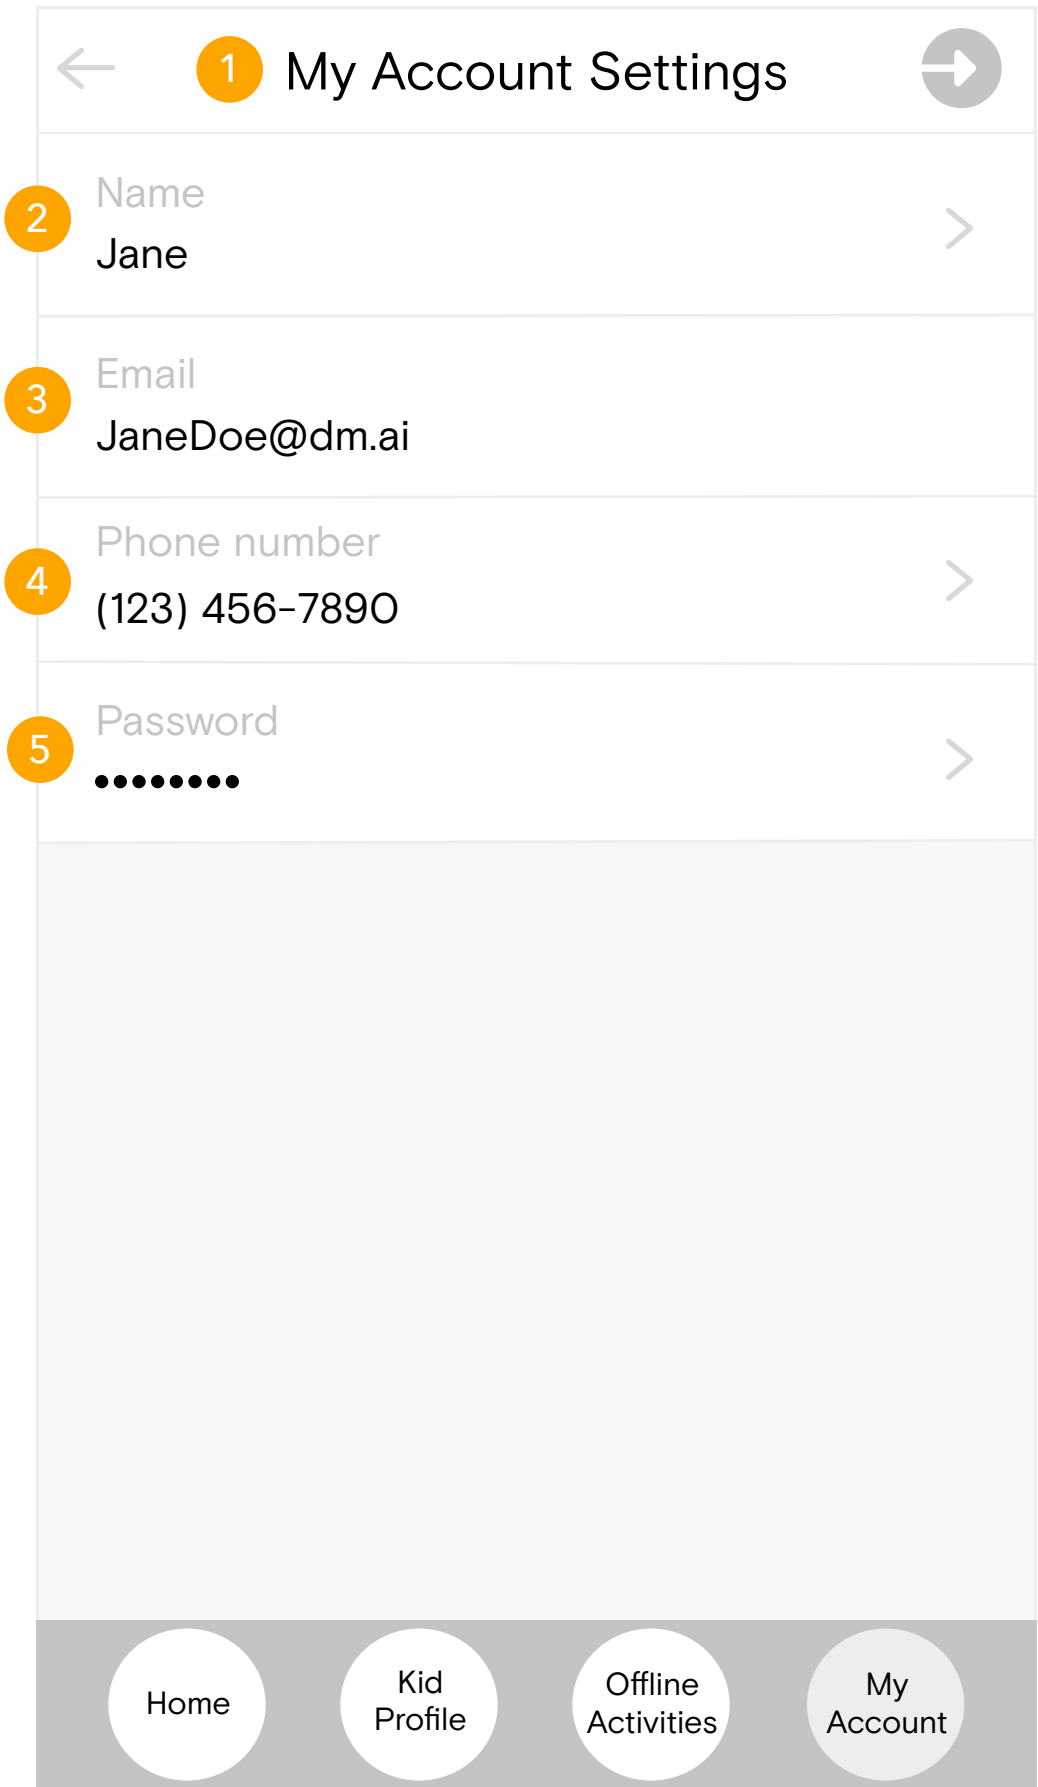 1 My Account Settings
2
Name
Jane
3
Email
JaneDoe@dm.ai
4
Phone number
(123) 456-7890
5
Password
••••••••
Home
Kid
Profile
Offline
Activities
My
Account